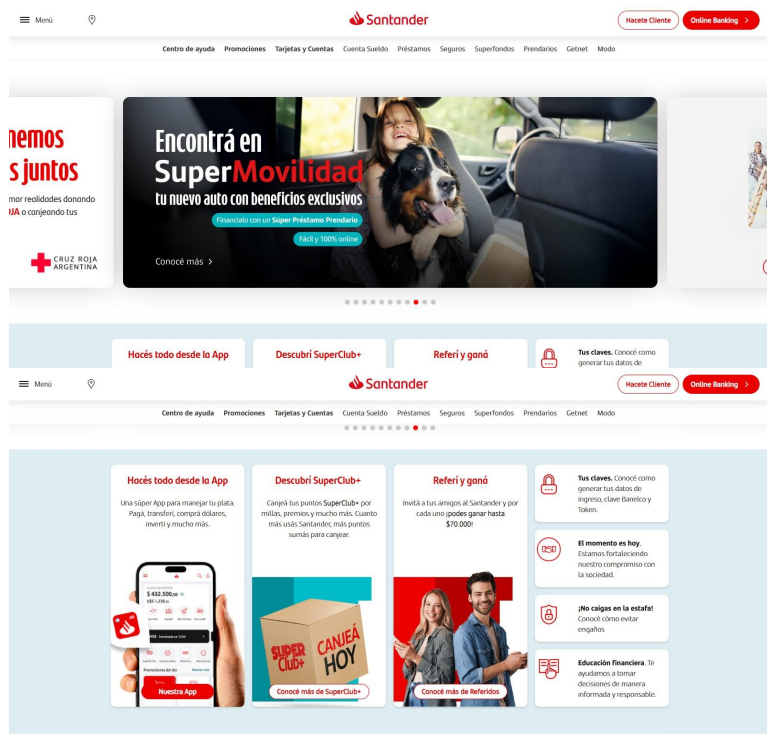 Menú
Santander
Hacete Cliente
Online Banking
Centro de ayuda Promociones Tarjetas y Cuentas Cuenta Sueldo Préstamos Seguros Superfondos Prendarios Getnet Modo
nemos
s juntos
mar realidades donando
OJA o canjeando tus
CRUZ ROJA
ARGENTINA
Encontrá en
SuperMovilidad
tu nuevo auto con beneficios exclusivos
Financialo con un Súper Préstamo Prendario
Fácil y 100% online
Conocé más
Hacés todo desde la App
Descubrí SuperClub+
Referí y ganá
Tus claves. Conocé como
generar tus datos de
Menú
Santander
Hacete Cliente
Online Banking
Centro de ayuda Promociones Tarjetas y Cuentas Cuenta Sueldo Préstamos Seguros Superfondos Prendarios Getnet Modo
Hacés todo desde la App
Una súper App para manejar tu plata.
Pagá, transferí, comprá dólares,
invertí y mucho más.
$ 432.500,00
Promociones del día
Nuestra App
Descubrí SuperClub+
Canjeá tus puntos SuperClub+ por
millas, premios y mucho más. Cuanto
más usás Santander, más puntos
sumás para canjear.
SUPER
Club+
CANJEÁ
HOY
Conocé más de SuperClub+
Referí y ganá
Invitá a tus amigos al Santander y por
cada uno ¡podes ganar hasta
$70.000!
Conocé más de Referidos
Tus claves. Conocé como
generar tus datos de
ingreso, clave Banelco y
Token.
El momento es hoy.
Estamos fortaleciendo
nuestro compromiso con
la sociedad.
¡No caigas en la estafa!
Conocé cómo evitar
engaños
Educación financiera. Te
ayudamos a tomar
decisiones de manera
informada y responsable.